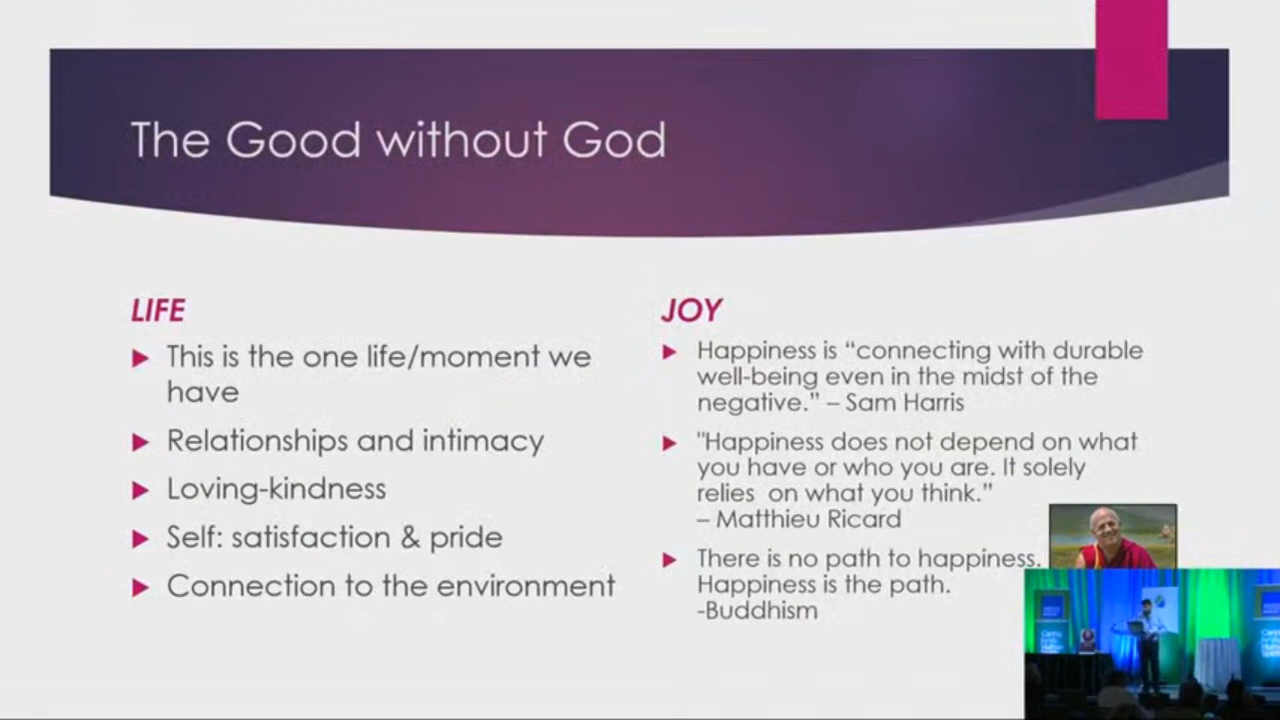 The Good without God
LIFE
This is the one life/moment we
have
Relationships and intimacy
Loving-kindness
Self: satisfaction & pride
Connection to the environment
JOY
Happiness is “connecting with durable
well-being even in the midst of the
negative.” – Sam Harris
"Happiness does not depend on what
you have or who you are. It solely
relies  on what you think.”
– Matthieu Ricard
There is no path to happiness.
Happiness is the path.
-Buddhism